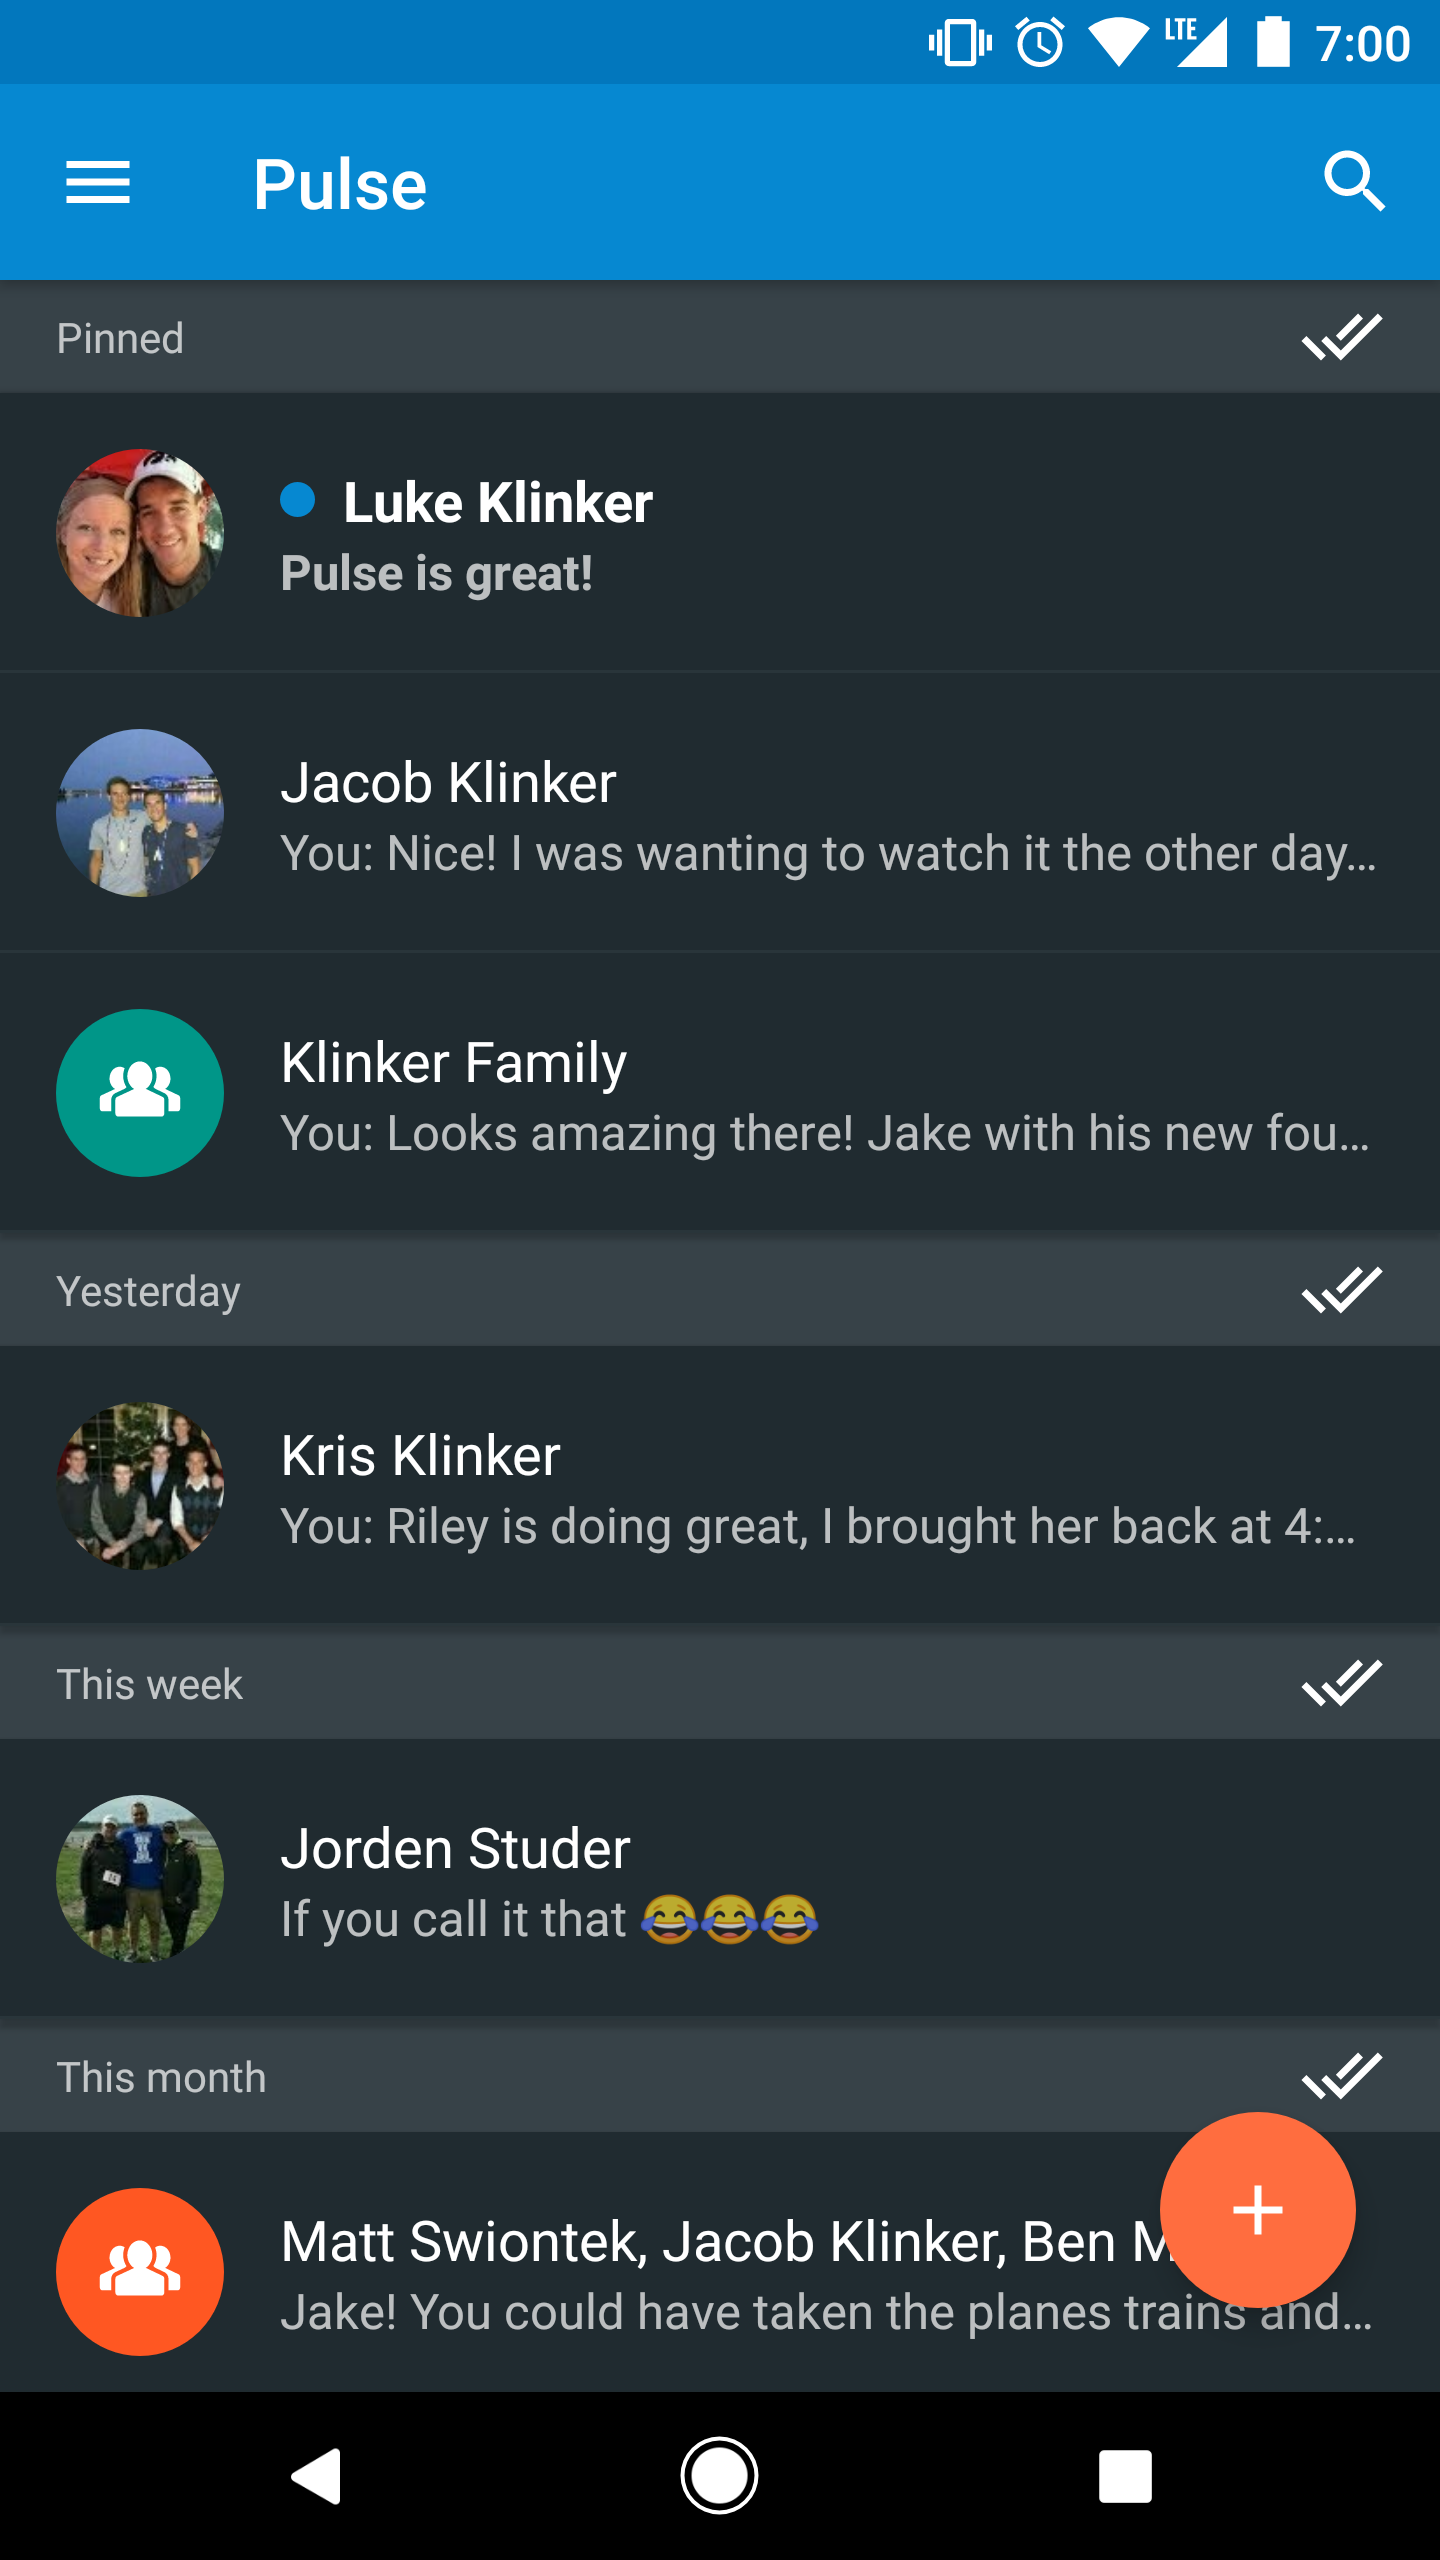 LTE 7:00
Pulse
Pinned
Luke Klinker
Pulse is great!
Jacob Klinker
You: Nice! I was wanting to watch it the other day...
Klinker Family
You: Looks amazing there! Jake with his new fou...
Yesterday
Kris Klinker
You: Riley is doing great, I brought her back at 4:...
This week
Jorden Studer
If you call it that 😂😂😂
This month
Matt Swiontek, Jacob Klinker, Ben M
Jake! You could have taken the planes trains and...